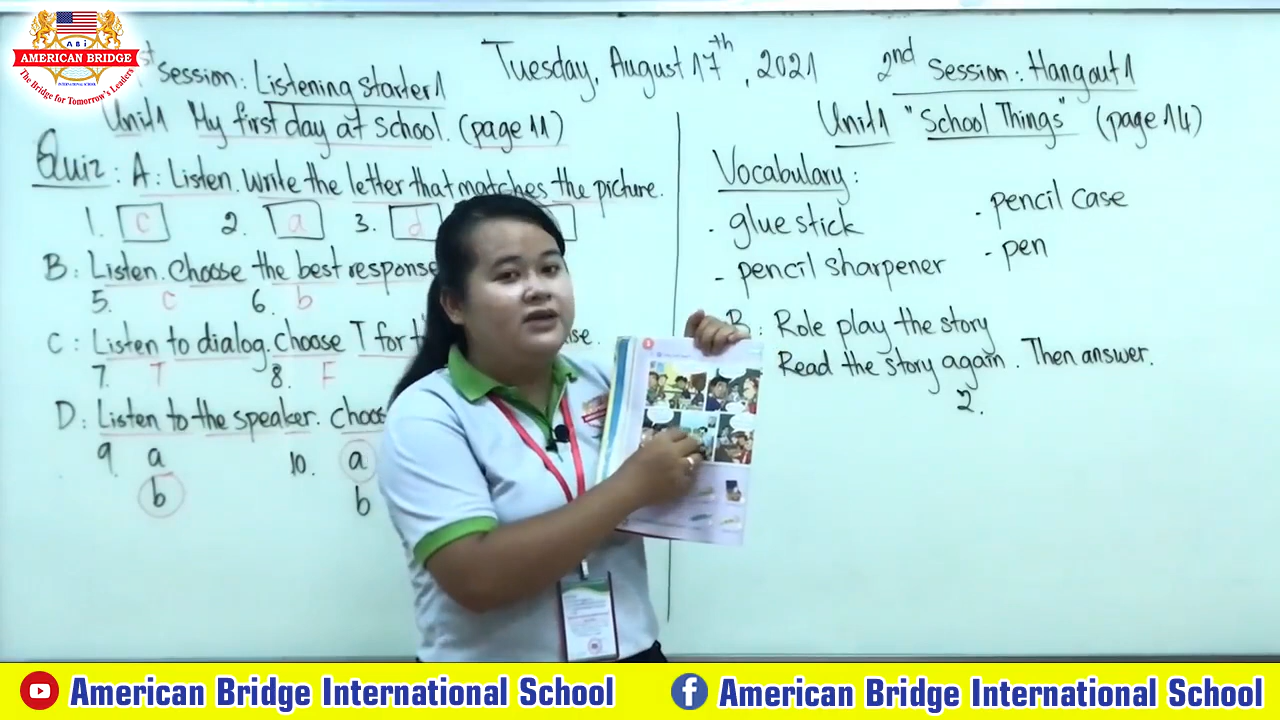 ABi
AMERICAN BRIDGE
INTERNATIONAL SCHOOL
The Bridge for Tomorrow's Leaders
Tuesday, August 17th, 2021
st Session: Listening Starter 1
Unit 1 My first day at school. (page 11)
Quiz: A: Listen. Write the letter that matches the picture.
1. c 2. a 3. d
B: Listen. Choose the best response
5. c 6. b
C: Listen to dialog. Choose T for
7. T 8. F
D: Listen to the speaker.
9. a 10. a
b b
2nd Session: Hangout 1
Unit 1 "School Things" (page 14)
Vocabulary:
. glue stick
- pencil sharpener
. pencil case
- pen
B: Role play the story
Read the story again. Then answer.
2.
American Bridge International School
American Bridge International School